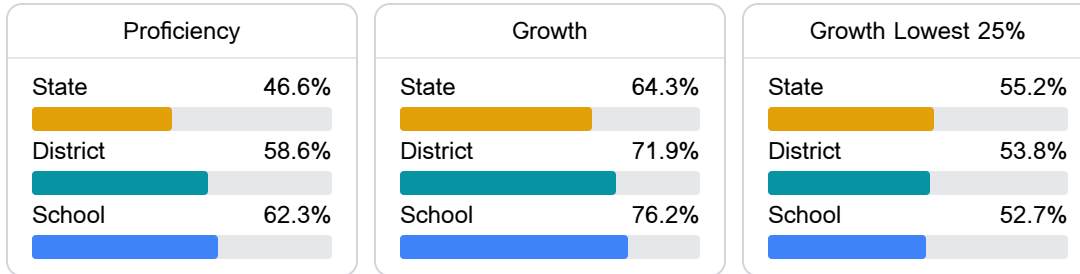 Proficiency
State 46.6%
District 58.6%
School 62.3%
Growth
State 64.3%
District 71.9%
School 76.2%
Growth Lowest 25%
State 55.2%
District 53.8%
School 52.7%